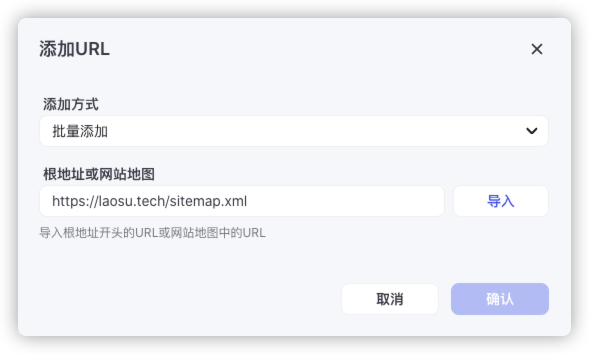 添加URL
添加方式
批量添加
根地址或网站地图
https://laosu.tech/sitemap.xml
导入
导入根地址开头的URL或网站地图中的URL
取消
确认